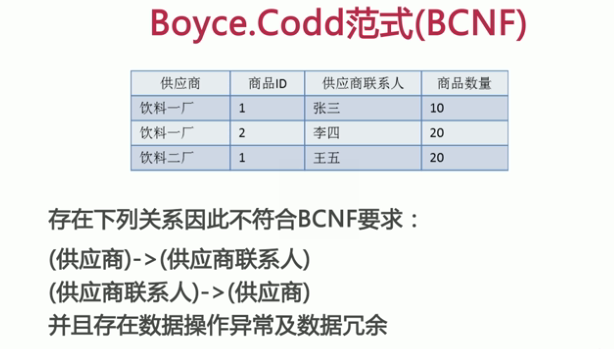 Boyce.Codd范式(BCNF)
供应商 商品ID 供应商联系人 商品数量
饮料一厂 1 张三 10
饮料一厂 2 李四 20
饮料二厂 1 王五 20
存在下列关系因此不符合BCNF要求：
(供应商)->(供应商联系人)
(供应商联系人)->(供应商)
并且存在数据操作异常及数据冗余